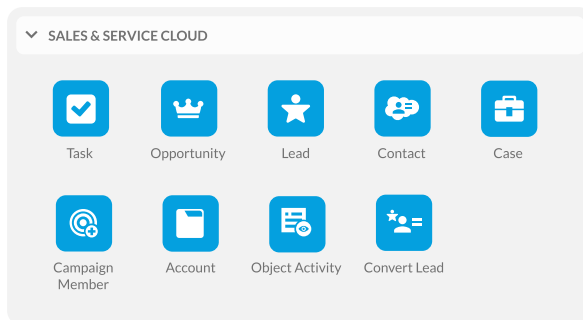 SALES & SERVICE CLOUD
Task
Opportunity
Lead
Contact
Case
Campaign
Member
Account
Object Activity
Convert Lead